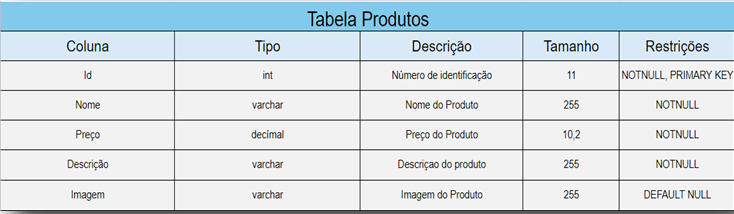 Tabela Produtos
Coluna Tipo Descrição Tamanho Restrições
Id int Número de identificação 11 NOTNULL, PRIMARY KEY
Nome varchar Nome do Produto 255 NOTNULL
Preço decimal Preço do Produto 10,2 NOTNULL
Descrição varchar Descriçao do produto 255 NOTNULL
Imagem varchar Imagem do Produto 255 DEFAULT NULL